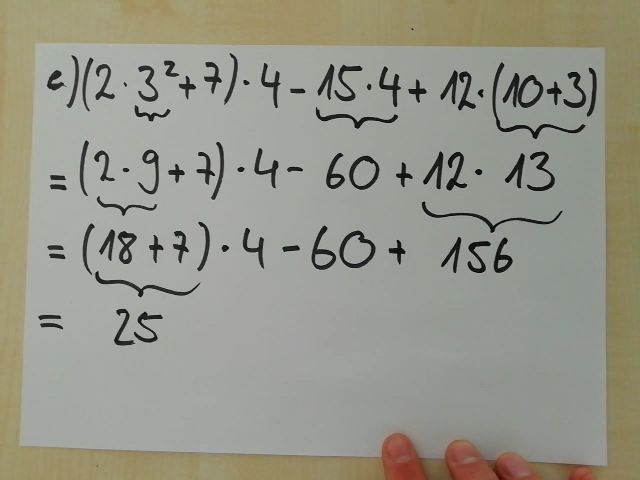 e) (2 · 3² + 7) · 4 - 15 · 4 + 12 · (10 + 3)
= (2 · 9 + 7) · 4 - 60 + 12 · 13
= (18 + 7) · 4 - 60 + 156
= 25